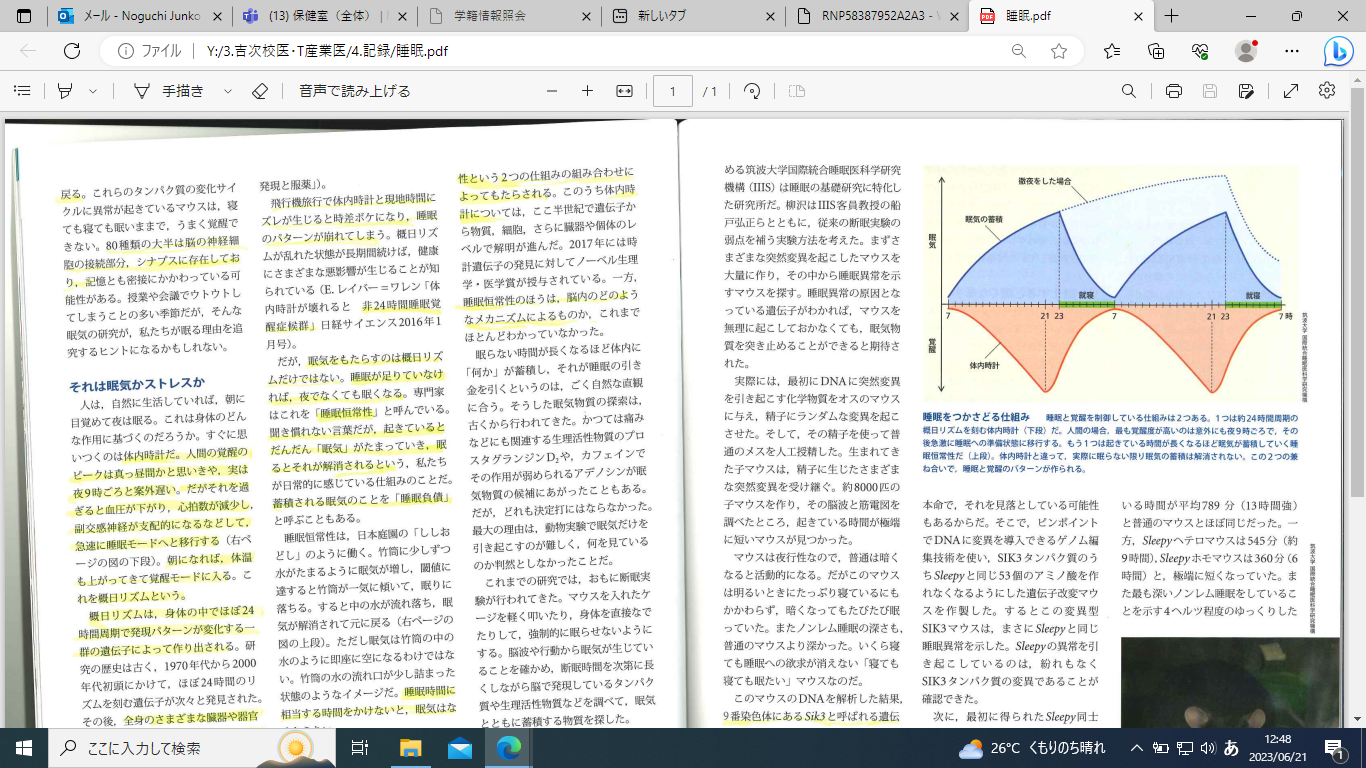 メール - Noguchi Junko
(13) 保健室（全体） |
学籍情報照会
新しいタブ
RNP58387952A2A3 -
睡眠.pdf
ファイル
Y:/3.吉次校医・T産業医/4.記録/睡眠.pdf
手描き
音声で読み上げる
1
/ 1
戻る。これらのタンパク質の変化サイ
クルに異常が起きているマウスは，寝
ても寝ても眠いままで，うまく覚醒で
きない。80種類の大半は脳の神経細
胞の接続部分，シナプスに存在してお
り，記憶とも密接にかかわっている可
能性がある。授業や会議でウトウトし
てしまうことの多い季節だが，そんな
眠気の研究が，私たちが眠る理由を追
究するヒントになるかもしれない。
それは眠気かストレスか
人は，自然に生活していれば，朝に
目覚めて夜は眠る。これは身体のどん
な作用に基づくのだろうか。すぐに思
いつくのは体内時計だ。人間の覚醒の
ピークは真っ昼間かと思いきや，実は
夜9時ごろと案外遅い。だがそれを過
ぎると血圧が下がり，心拍数が減少し，
副交感神経が支配的になるなどして，
急速に睡眠モードへと移行する（右ペ
ージの図の下段）。朝になれば，体温
も上がってきて覚醒モードに入る。こ
れを概日リズムという。
概日リズムは，身体の中でほぼ24
時間周期で発現パターンが変化する一
群の遺伝子によって作り出される。研
究の歴史は古く，1970年代から2000
年代初頭にかけて，ほぼ24時間のリ
ズムを刻む遺伝子が次々と発見された。
その後，全身のさまざまな臓器や器官
発現と服薬」）。
飛行機旅行で体内時計と現地時間に
ズレが生じると時差ボケになり，睡眠
のパターンが崩れてしまう。概日リズ
ムが乱れた状態が長期間続けば，健康
にさまざまな悪影響が生じることが知
られている（E. レイバー＝ワレン「体
内時計が壊れると　非24時間睡眠覚
醒症候群」日経サイエンス2016年1
月号）。
だが，眠気をもたらすのは概日リズ
ムだけではない。睡眠が足りていなけ
れば，夜でなくても眠くなる。専門家
はこれを「睡眠恒常性」と呼んでいる。
聞き慣れない言葉だが，起きていると
だんだん「眠気」がたまっていき，眠
るとそれが解消されるという，私たち
が日常的に感じている仕組みのことだ。
蓄積される眠気のことを「睡眠負債」
と呼ぶこともある。
睡眠恒常性は，日本庭園の「ししお
どし」のように働く。竹筒に少しずつ
水がたまるように眠気が増し，閾値に
達すると竹筒が一気に傾いて，眠りに
落ちる。すると中の水が流れ落ち，眠
気が解消されて元に戻る（右ページの
図の上段）。ただし眠気は竹筒の中の
水のように即座に空になるわけではな
い。竹筒の水の流れ口が少し詰まった
状態のようなイメージだ。睡眠時間に
相当する時間をかけないと，眠気はな
性という2つの仕組みの組み合わせに
よってもたらされる。このうち体内時
計については，ここ半世紀で遺伝子か
ら物質，細胞，さらに臓器や個体のレ
ベルで解明が進んだ。2017年には時
計遺伝子の発見に対してノーベル生理
学・医学賞が授与されている。一方，
睡眠恒常性のほうは，脳内のどのよう
なメカニズムによるものか，これまで
ほとんどわかっていなかった。
眠らない時間が長くなるほど体内に
「何か」が蓄積し，それが睡眠の引き
金を引くというのは，ごく自然な直観
に合う。そうした眠気物質の探求は，
古くから行われてきた。かつては痛み
などにも関連する生理活性物質のプロ
スタグランジンD₂や，カフェインで
その作用が弱められるアデノシンが眠
気物質の候補にあがったこともある。
だが，どれも決定打にはならなかった。
最大の理由は，動物実験で眠気だけを
引き起こすのが難しく，何を見ている
のか判然としなかったことだ。
これまでの研究では，おもに断眠実
験が行われてきた。マウスを入れたケ
ージを軽く叩いたり，身体を直接なで
たりして，強制的に眠らせないように
する。脳波や行動から眠気が生じてい
ることを確かめ，断眠時間を次第に長
くしながら脳で発現しているタンパク
質や生理活性物質などを調べて，眠気
とともに蓄積する物質を探した。
める筑波大学国際統合睡眠医科学研究
機構（IIIS）は睡眠の基礎研究に特化し
た研究所だ。柳沢はIIIS客員教授の船
戸弘正らとともに，従来の断眠実験の
弱点を補う実験方法を考えた。まずさ
まざまな突然変異を起こしたマウスを
大量に作り，その中から睡眠異常を示
すマウスを探す。睡眠異常の原因とな
っている遺伝子がわかれば，マウスを
無理に起こしておかなくても，眠気物
質を突き止めることができると期待さ
れた。
実際には，最初にDNAに突然変異
を引き起こす化学物質をオスのマウス
に与え，精子にランダムな変異を起こ
させた。そして，その精子を使って普
通のメスを人工授精した。生まれてき
た子マウスは，精子に生じたさまざま
な突然変異を受け継ぐ。約8000匹の
子マウスを作り，その脳波と筋電図を
調べたところ，起きている時間が極端
に短いマウスが見つかった。
マウスは夜行性なので，普通は暗く
なると活動的になる。だがこのマウス
は明るいときにたっぷり寝ているにも
かかわらず，暗くなってもたびたび眠
っていた。またノンレム睡眠の深さも，
普通のマウスより深かった。いくら寝
ても睡眠への欲求が消えない「寝ても
寝ても眠たい」マウスなのだ。
このマウスのDNAを解析した結果，
9番染色体にあるSik3と呼ばれる遺伝
徹夜をした場合
眠気の蓄積
眠気
就寝
就寝
7
21
23
7
21
23
7 時
覚醒
体内時計
筑波大学 国際統合睡眠医科学研究機構
睡眠をつかさどる仕組み　睡眠と覚醒を制御している仕組みは2つある。1つは約24時間周期の
概日リズムを刻む体内時計（下段）だ。人間の場合，最も覚醒度が高いのは意外にも夜9時ごろで，その
後急激に睡眠への準備状態に移行する。もう1つは起きている時間が長くなるほど眠気が蓄積していく睡
眠恒常性だ（上段）。体内時計と違って，実際に眠らない限り眠気の蓄積は解消されない。この2つの兼
ね合いで，睡眠と覚醒のパターンが作られる。
本命で，それを見落としている可能性
もあるからだ。そこで，ピンポイント
でDNAに変異を導入できるゲノム編
集技術を使い，SIK3タンパク質のう
ちSleepyと同じ53個のアミノ酸を作
れなくなるようにした遺伝子改変マウ
スを作製した。するとこの変異型
SIK3マウスは，まさにSleepyと同じ
睡眠異常を示した。Sleepyの異常を引
き起こしているのは，紛れもなく
SIK3タンパク質の変異であることが
確認できた。
次に，最初に得られたSleepy同士
いる時間が平均789 分（13時間強）
と普通のマウスとほぼ同じだった。一
方，Sleepyヘテロマウスは545分（約
9時間），Sleepyホモマウスは360分（6
時間）と，極端に短くなっていた。ま
た最も深いノンレム睡眠をしているこ
とを示す4ヘルツ程度のゆっくりした
筑波大学 国際統合睡眠医科学研究機構
ここに入力して検索
26°C くもりのち晴れ
あ
12:48
2023/06/21
1